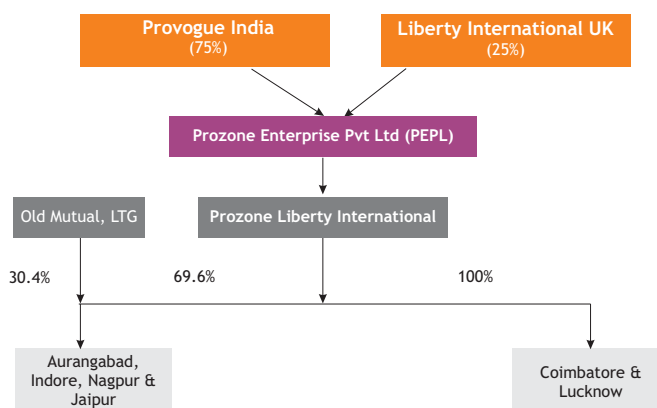 Provogue India
(75%)
Liberty International UK
(25%)
Prozone Enterprise Pvt Ltd (PEPL)
Old Mutual, LTG
Prozone Liberty International
30.4%
69.6%
100%
Aurangabad,
Indore, Nagpur &
Jaipur
Coimbatore &
Lucknow